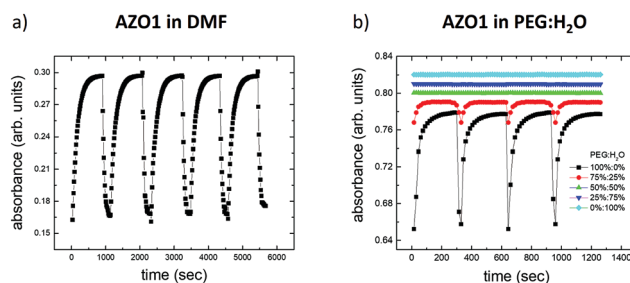 a)
AZO1 in DMF
absorbance (arb. units)
0.30
0.27
0.24
0.21
0.18
0.15
0 1000 2000 3000 4000 5000 6000
time (sec)
b)
AZO1 in PEG:H₂O
absorbance (arb. units)
0.84
0.80
0.76
0.72
0.68
0.64
PEG:H₂O
100%:0%
75%:25%
50%:50%
25%:75%
0%:100%
0 200 400 600 800 1000 1200 1400
time (sec)